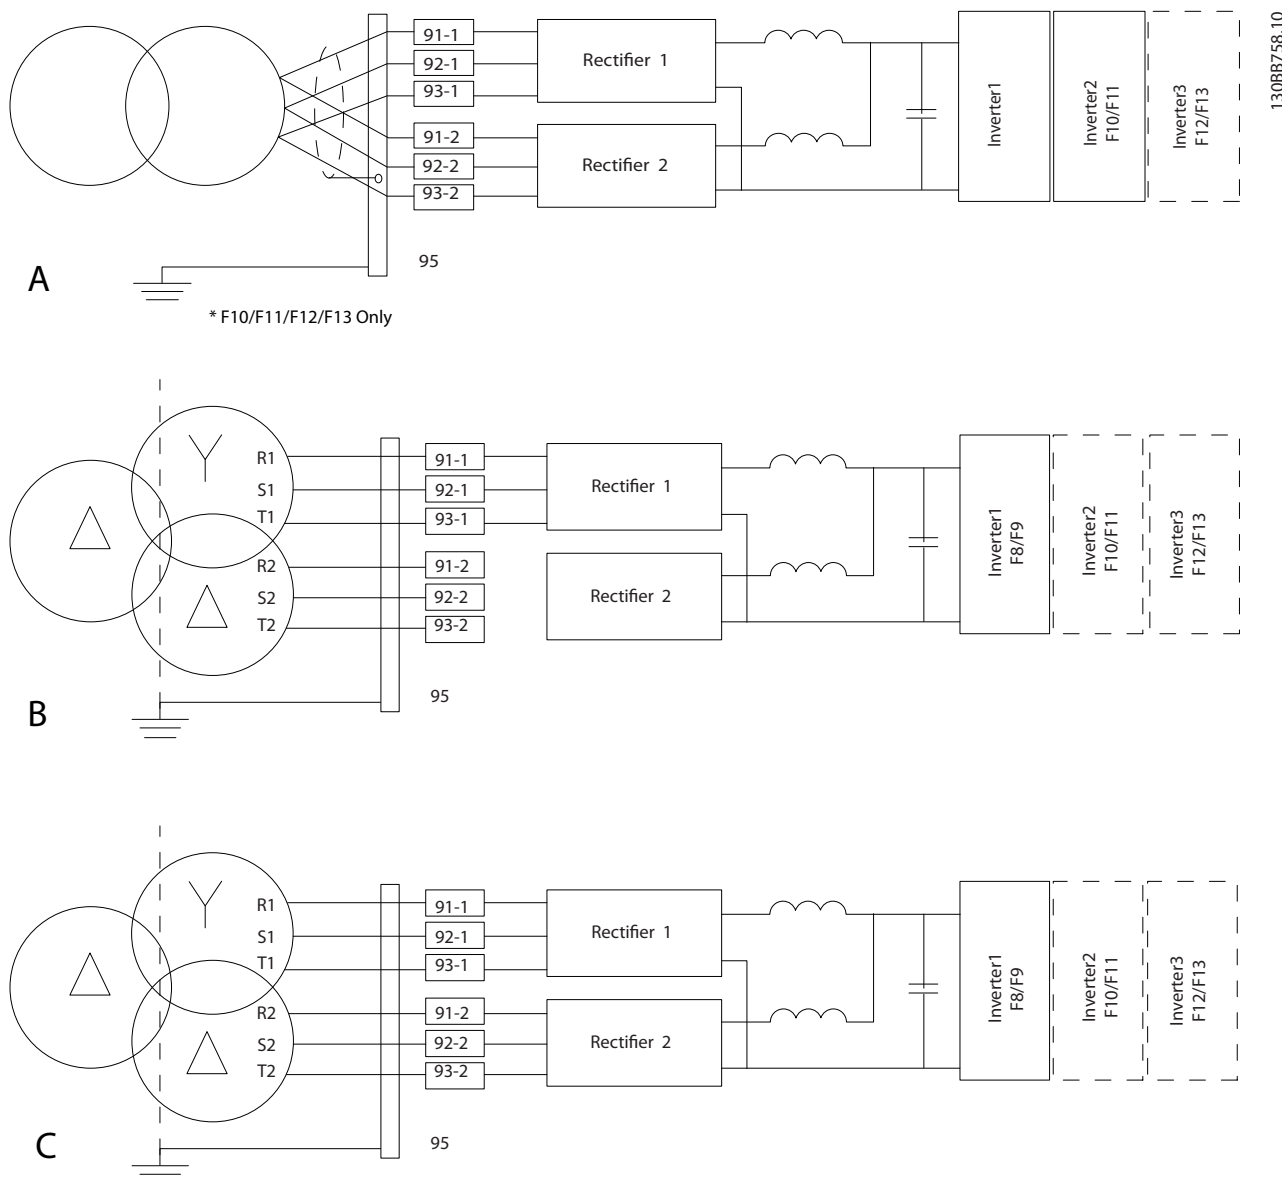 130BB758.10
91-1
92-1
93-1
91-2
92-2
93-2
Rectifier 1
Rectifier 2
Inverter1
Inverter2
F10/F11
Inverter3
F12/F13
95
A
* F10/F11/F12/F13 Only
R1
S1
T1
R2
S2
T2
91-1
92-1
93-1
91-2
92-2
93-2
Rectifier 1
Rectifier 2
Inverter1
F8/F9
Inverter2
F10/F11
Inverter3
F12/F13
95
B
R1
S1
T1
R2
S2
T2
91-1
92-1
93-1
91-2
92-2
93-2
Rectifier 1
Rectifier 2
Inverter1
F8/F9
Inverter2
F10/F11
Inverter3
F12/F13
95
C